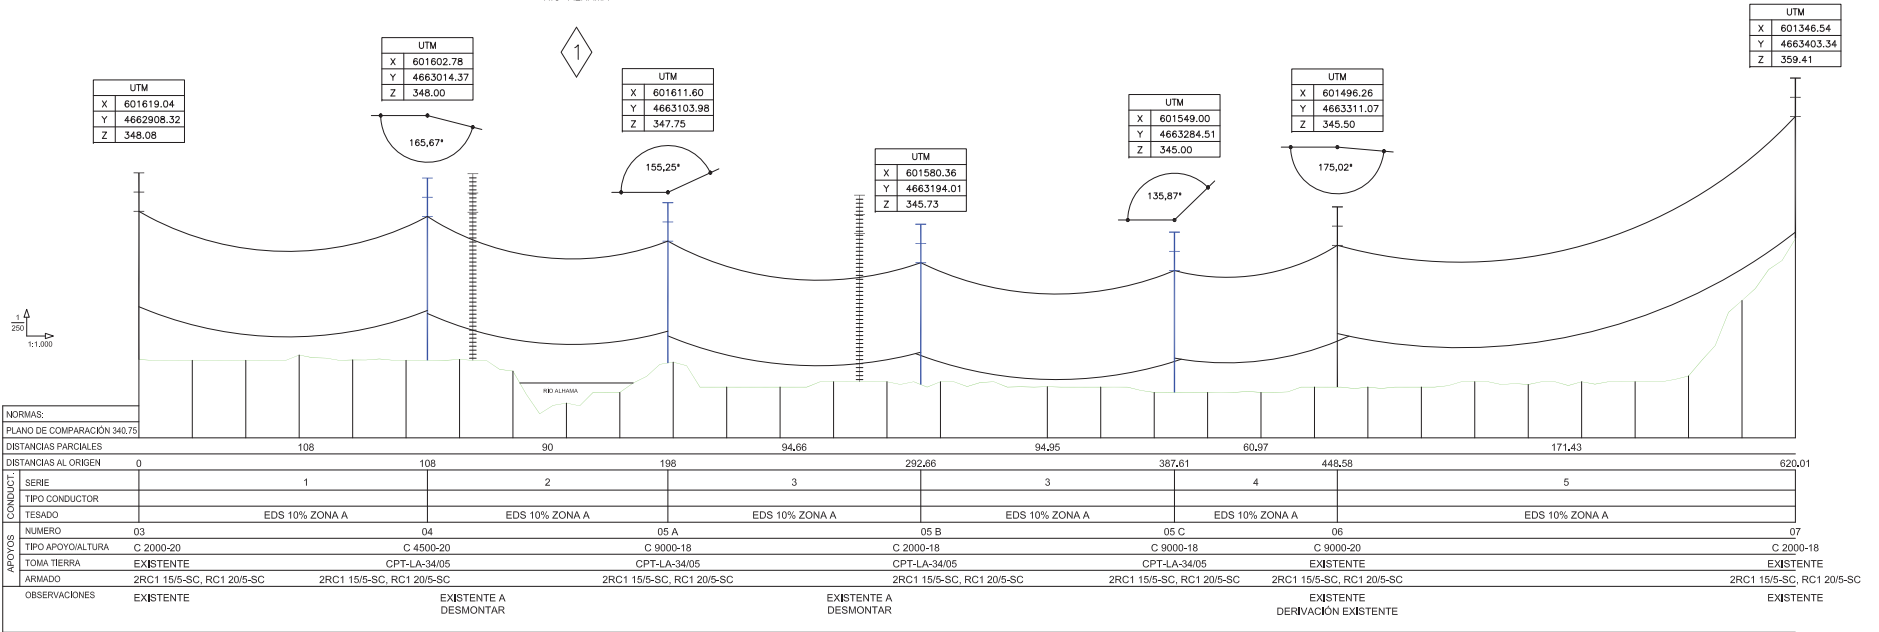 1
UTM
X 601619.04
Y 4662908.32
Z 348.08
UTM
X 601602.78
Y 4663014.37
Z 348.00
165,67°
UTM
X 601611.60
Y 4663103.98
Z 347.75
155,25°
UTM
X 601580.36
Y 4663194.01
Z 345.73
UTM
X 601549.00
Y 4663284.51
Z 345.00
135,87°
UTM
X 601496.26
Y 4663311.07
Z 345.50
175,02°
UTM
X 601346.54
Y 4663403.34
Z 359.41
1
250
1:1.000
RIO ALHAMA
NORMAS:
PLANO DE COMPARACIÓN 340.75
DISTANCIAS PARCIALES 108 90 94.66 94.95 60.97 171.43
DISTANCIAS AL ORIGEN 0 108 198 292.66 387.61 448.58 620.01
CONDUCT.
SERIE 1 2 3 3 4 5
TIPO CONDUCTOR
TESADO EDS 10% ZONA A EDS 10% ZONA A EDS 10% ZONA A EDS 10% ZONA A EDS 10% ZONA A EDS 10% ZONA A
APOYOS
NUMERO 03 04 05 A 05 B 05 C 06 07
TIPO APOYO/ALTURA C 2000-20 C 4500-20 C 9000-18 C 2000-18 C 9000-18 C 9000-20 C 2000-18
TOMA TIERRA EXISTENTE CPT-LA-34/05 CPT-LA-34/05 CPT-LA-34/05 CPT-LA-34/05 EXISTENTE EXISTENTE
ARMADO 2RC1 15/5-SC, RC1 20/5-SC 2RC1 15/5-SC, RC1 20/5-SC 2RC1 15/5-SC, RC1 20/5-SC 2RC1 15/5-SC, RC1 20/5-SC 2RC1 15/5-SC, RC1 20/5-SC 2RC1 15/5-SC, RC1 20/5-SC 2RC1 15/5-SC, RC1 20/5-SC
OBSERVACIONES EXISTENTE EXISTENTE A EXISTENTE A EXISTENTE EXISTENTE
DESMONTAR DESMONTAR DERIVACIÓN EXISTENTE